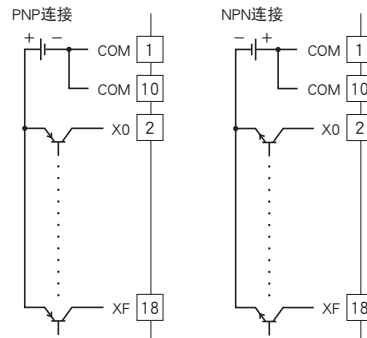 PNP连接
+ −
COM 1
COM 10
X0 2
XF 18
NPN连接
− +
COM 1
COM 10
X0 2
XF 18